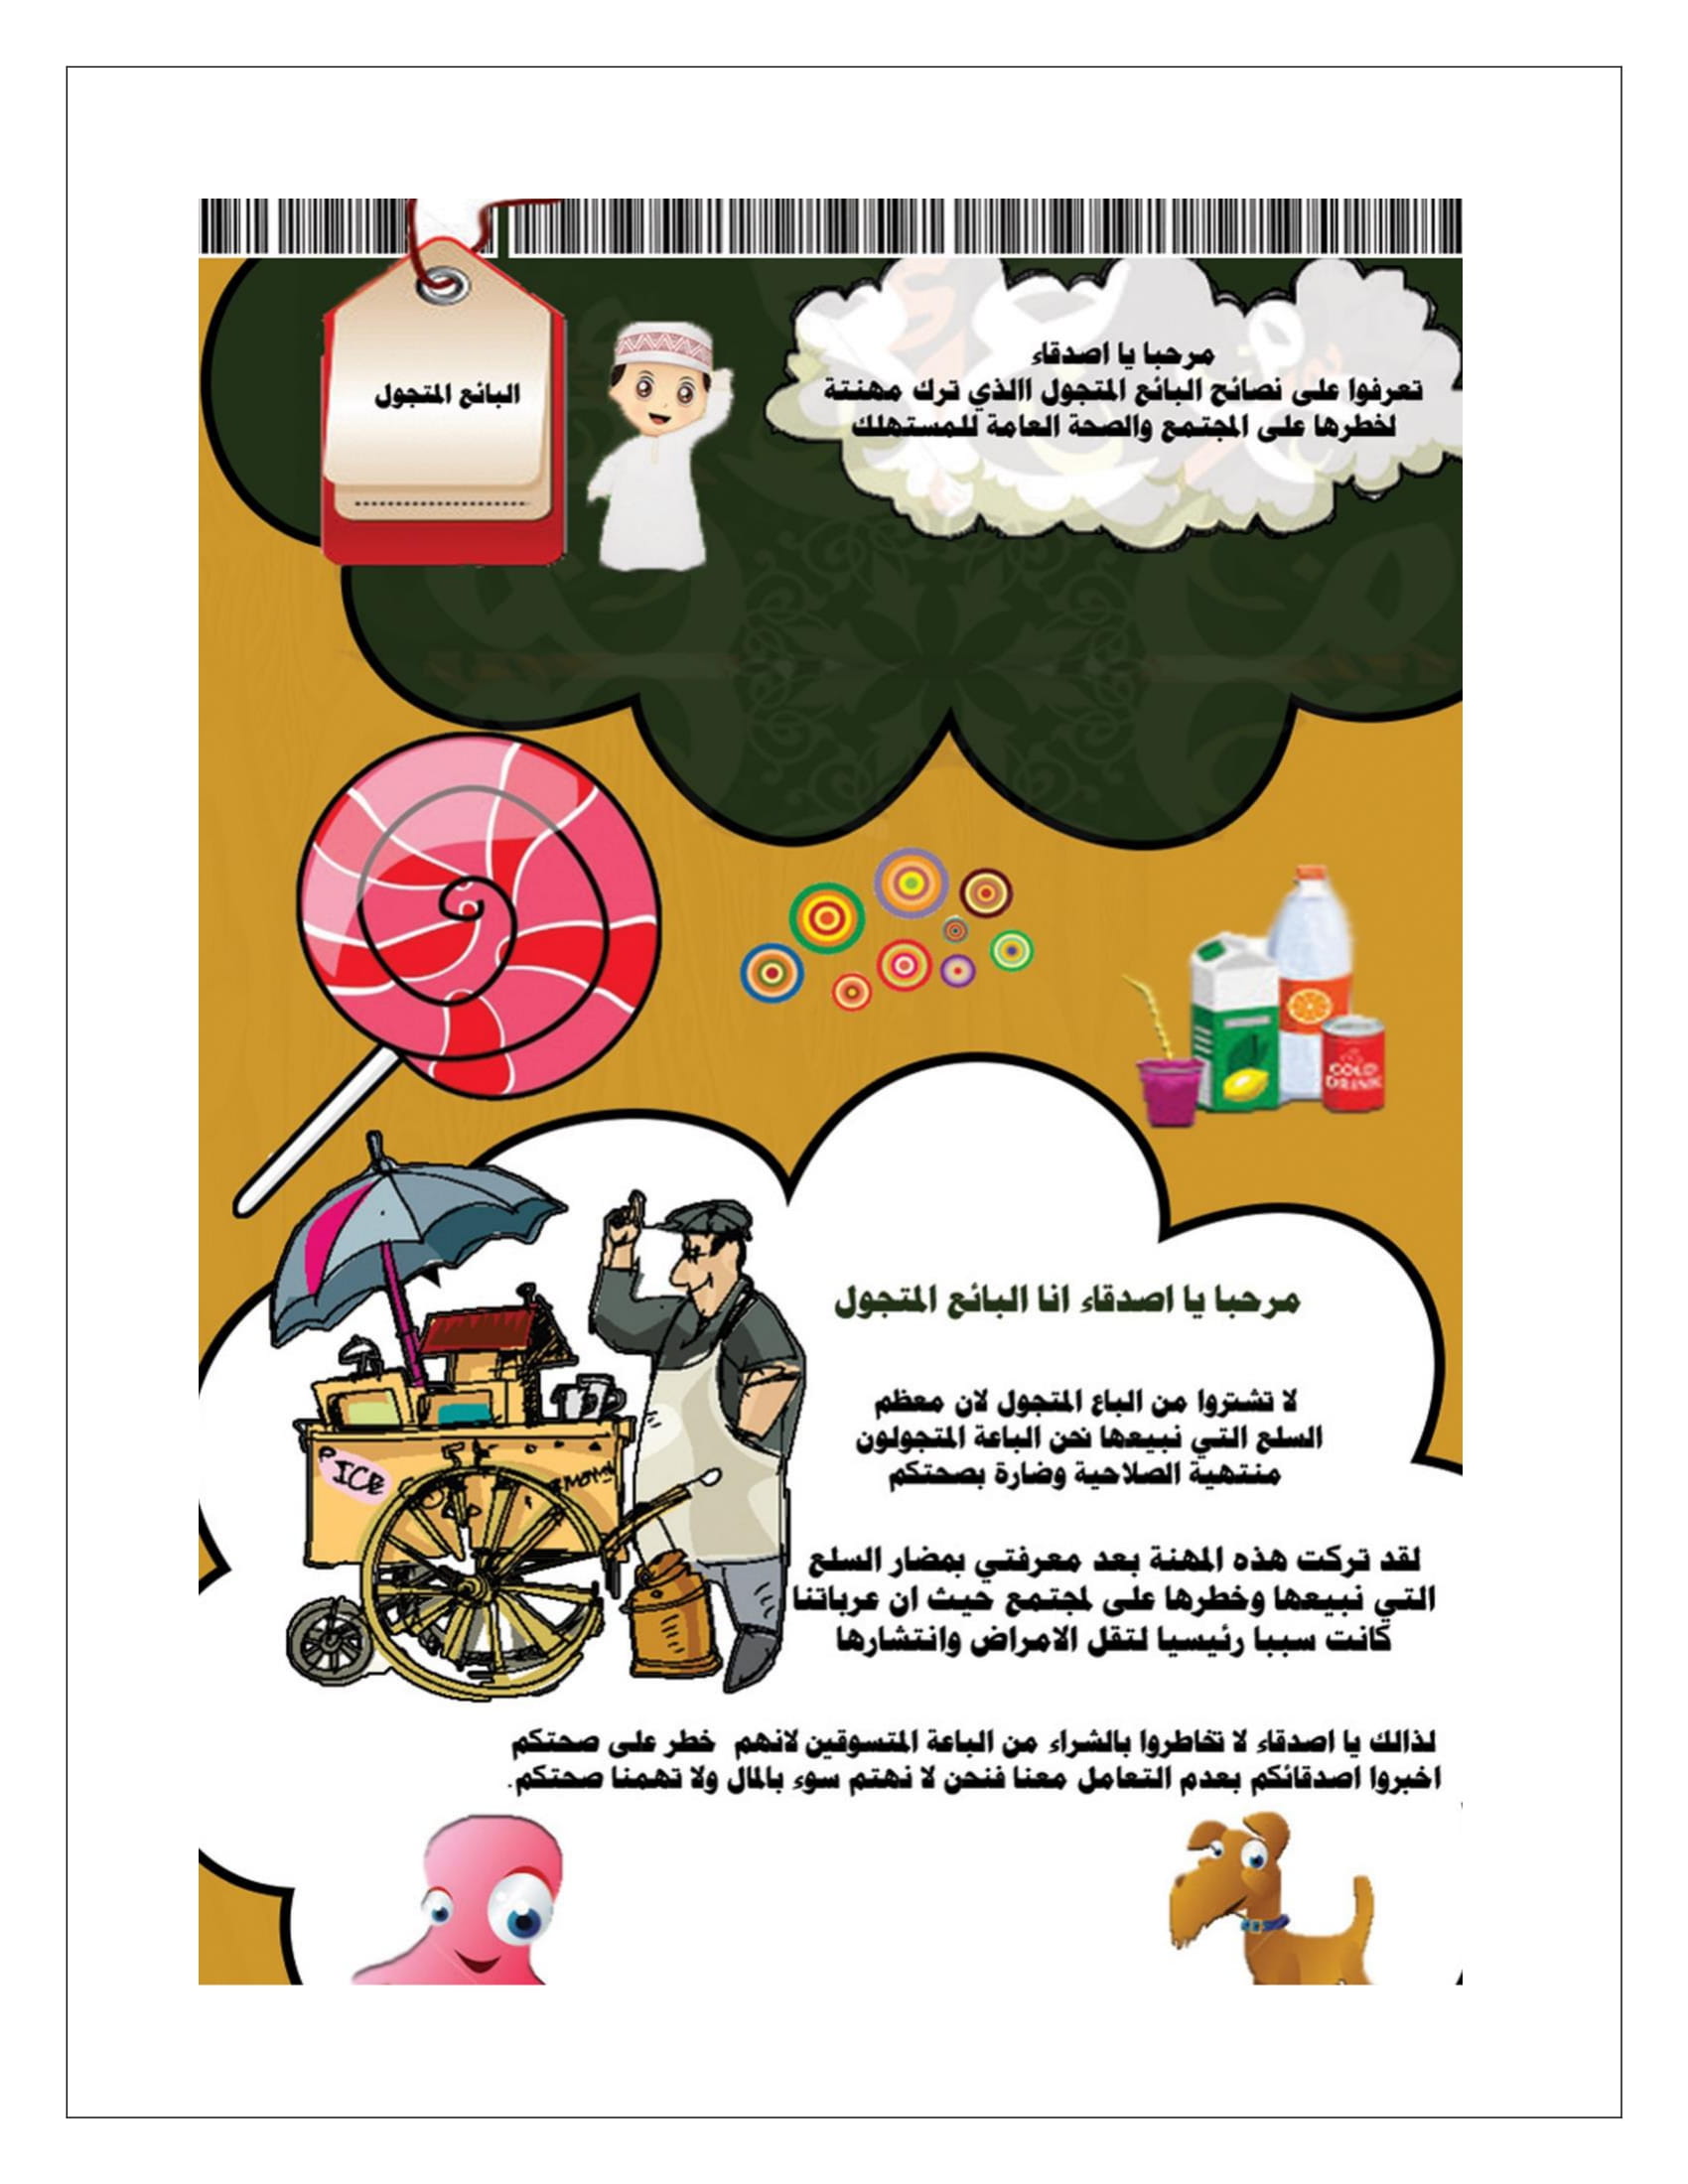 البائع المتجول
مرحبا يا اصدقاء
تعرفوا على نصائح البائع المتجول االذي ترك مهنتة
لخطرها على المجتمع والصحة العامة للمستهلك
COLD
DRINK
مرحبا يا اصدقاء انا البائع المتجول
لا تشتروا من الباع المتجول لان معظم
السلع التي نبيعها نحن الباعة المتجولون
منتهية الصلاحية وضارة بصحتكم
ICE
لقد تركت هذه المهنة بعد معرفتي بمضار السلع
التي نبيعها وخطرها على لمجتمع حيث ان عرباتنا
كانت سببا رئيسيا لتقل الامراض وانتشارها
لذالك يا اصدقاء لا تخاطروا بالشراء من الباعة المتسوقين لانهم خطر على صحتكم
اخبروا اصدقائكم بعدم التعامل معنا فنحن لا نهتم سوء بالمال ولا تهمنا صحتكم.